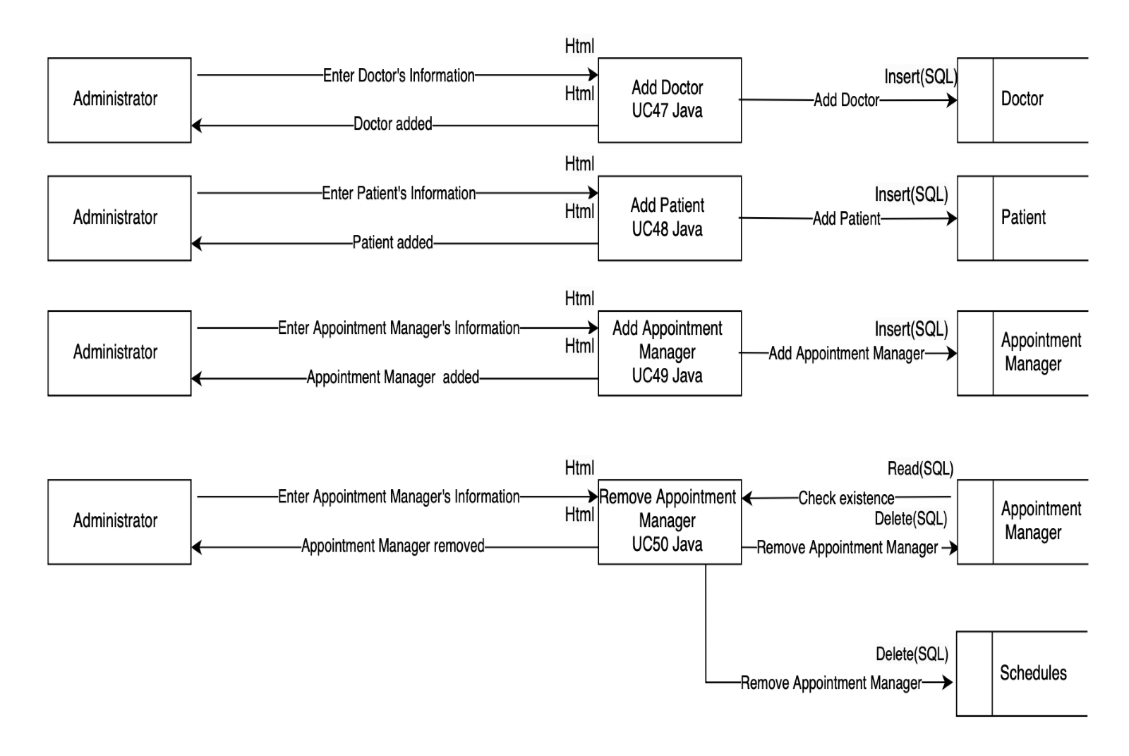 Html
Enter Doctor's Information
Insert(SQL)
Administrator
Html
Add Doctor
UC47 Java
Add Doctor
Doctor
Doctor added
Html
Enter Patient's Information
Insert(SQL)
Administrator
Html
Add Patient
UC48 Java
Add Patient
Patient
Patient added
Html
Enter Appointment Manager's Information
Insert(SQL)
Administrator
Html
Add Appointment
Manager
UC49 Java
Add Appointment Manager
Appointment
Manager
Appointment Manager added
Html
Read(SQL)
Enter Appointment Manager's Information
Administrator
Html
Remove Appointment
Manager
UC50 Java
Check existence
Delete(SQL)
Appointment
Manager
Appointment Manager removed
Remove Appointment Manager
Delete(SQL)
Remove Appointment Manager
Schedules